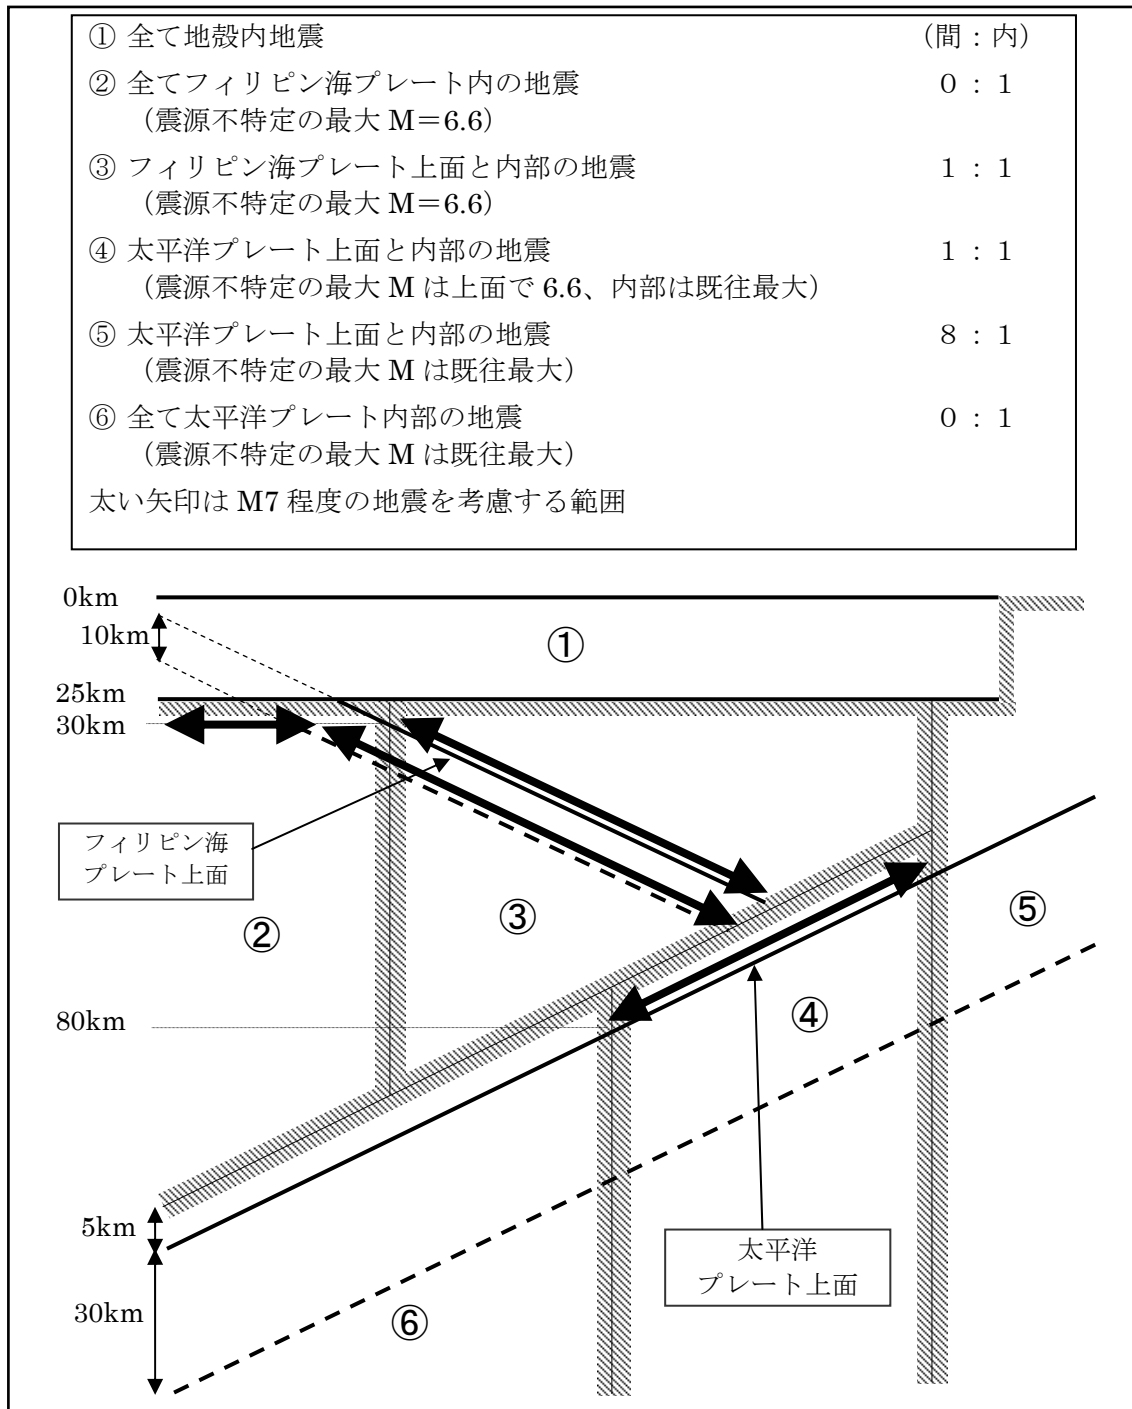 ① 全て地殻内地震 （間：内）
② 全てフィリピン海プレート内の地震 0：1
（震源不特定の最大 M＝6.6）
③ フィリピン海プレート上面と内部の地震 1：1
（震源不特定の最大 M＝6.6）
④ 太平洋プレート上面と内部の地震 1：1
（震源不特定の最大 M は上面で 6.6、内部は既往最大）
⑤ 太平洋プレート上面と内部の地震 8：1
（震源不特定の最大 M は既往最大）
⑥ 全て太平洋プレート内部の地震 0：1
（震源不特定の最大 M は既往最大）
太い矢印は M7 程度の地震を考慮する範囲
0km
10km
①
25km
30km
フィリピン海
プレート上面
②
③
⑤
80km
④
5km
太平洋
プレート上面
30km
⑥